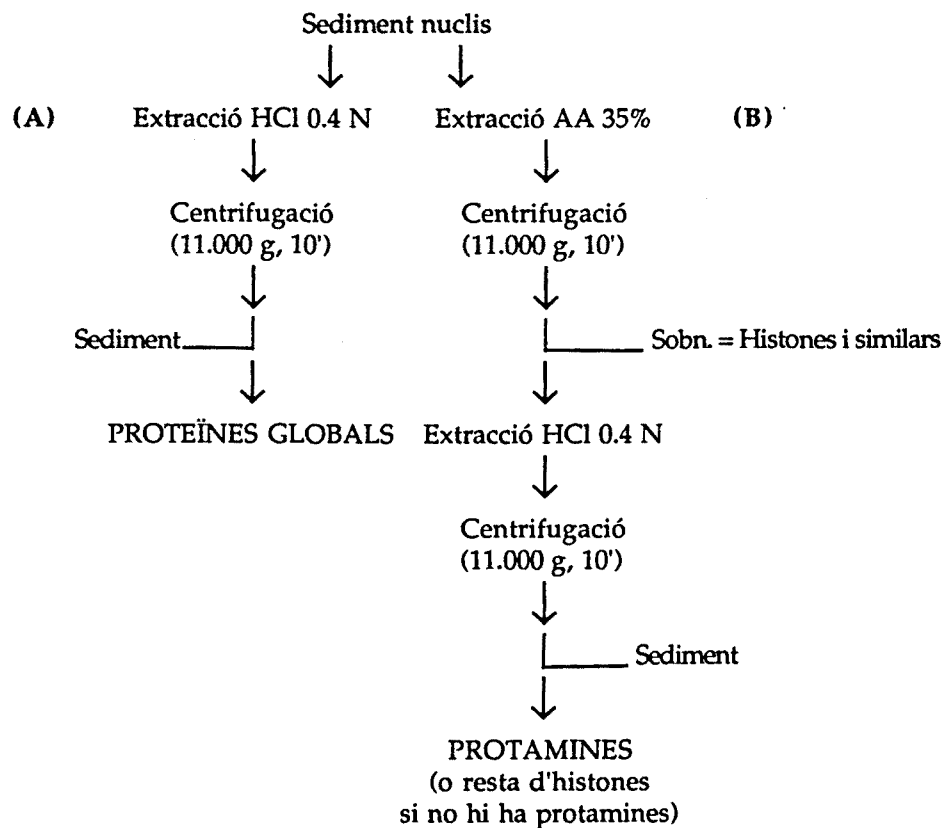 Sediment nuclis
(A) Extracció HCl 0.4 N Extracció AA 35% (B)
Centrifugació Centrifugació
(11.000 g, 10') (11.000 g, 10')
Sediment Sobn. = Histones i similars
PROTEÏNES GLOBALS Extracció HCl 0.4 N
Centrifugació
(11.000 g, 10')
Sediment
PROTAMINES
(o resta d'histones
si no hi ha protamines)